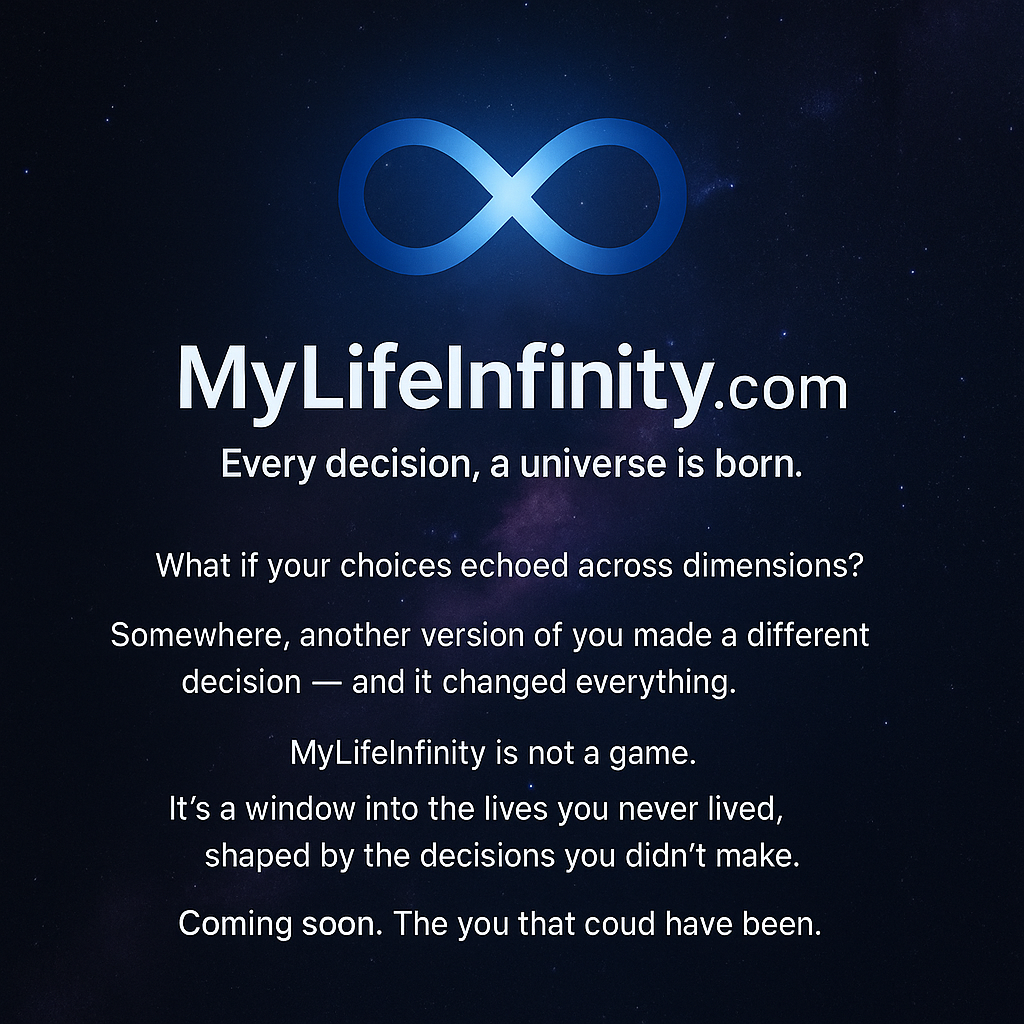 MyLifeInfinity.com
Every decision, a universe is born.
What if your choices echoed across dimensions?
Somewhere, another version of you made a different
decision — and it changed everything.
MyLifeInfinity is not a game.
It’s a window into the lives you never lived,
shaped by the decisions you didn’t make.
Coming soon. The you that coud have been.